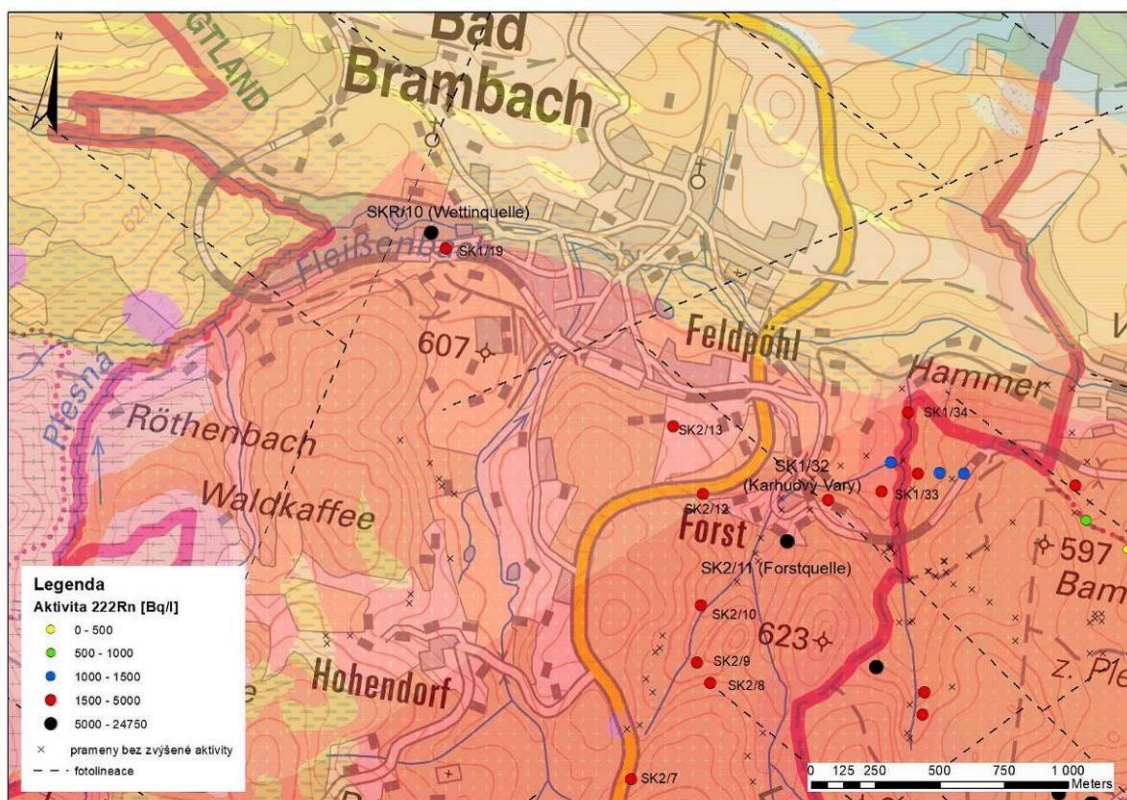 N
GTLAND
Bad
Brambach
620
SKR/10 (Wettinquelle)
Fleißenba
SK1/19
607
Feldpöhl
Plesna
Röthenbach
Waldkaffee
Hammer
SK1/34
SK2/13
SK1/32
(Karhuovy Vary)
SK1/33
SK2/12
Forst
SK2/11 (Forstquelle)
597
Bam
SK2/10
623
z. Ple
SK2/9
SK2/8
Hohendorf
SK2/7
Legenda
Aktivita 222Rn [Bq/l]
0 - 500
500 - 1000
1000 - 1500
1500 - 5000
5000 - 24750
prameny bez zvýšené aktivity
fotolineace
0 125 250 500 750 1 000
Meters